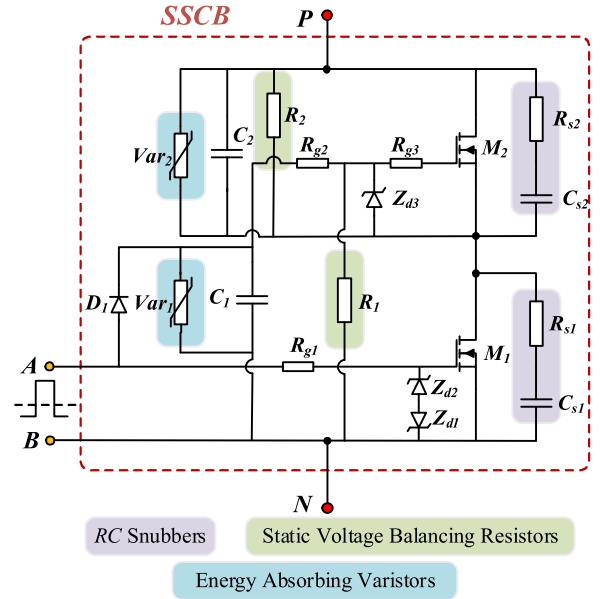 SSCB
P
Var2
C2
R2
Rg2
Rg3
M2
Rs2
Cs2
Zd3
D1
Var1
C1
R1
Rs1
Cs1
M1
Rg1
Zd2
Zd1
A
B
N
RC Snubbers
Static Voltage Balancing Resistors
Energy Absorbing Varistors